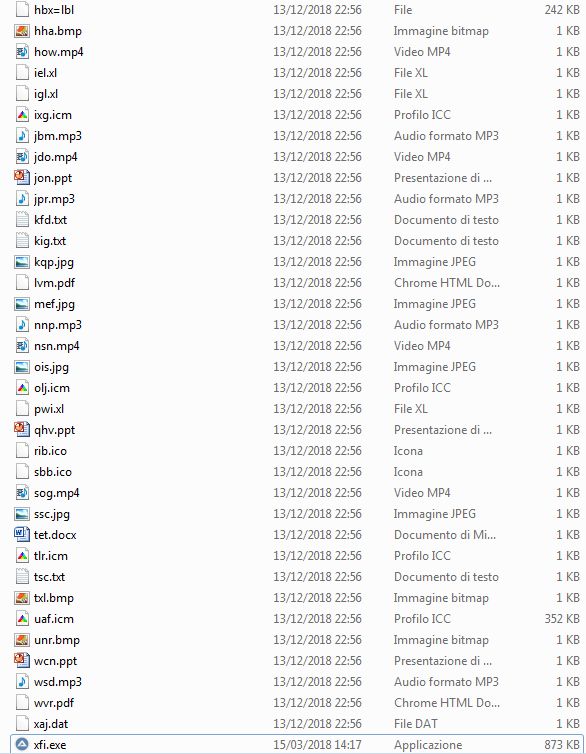 hbx=lbl 13/12/2018 22:56 File 242 KB
hha.bmp 13/12/2018 22:56 Immagine bitmap 1 KB
how.mp4 13/12/2018 22:56 Video MP4 1 KB
iel.xl 13/12/2018 22:56 File XL 1 KB
igl.xl 13/12/2018 22:56 File XL 1 KB
ixg.icm 13/12/2018 22:56 Profilo ICC 1 KB
jbm.mp3 13/12/2018 22:56 Audio formato MP3 1 KB
jdo.mp4 13/12/2018 22:56 Video MP4 1 KB
jon.ppt 13/12/2018 22:56 Presentazione di ... 1 KB
jpr.mp3 13/12/2018 22:56 Audio formato MP3 1 KB
kfd.txt 13/12/2018 22:56 Documento di testo 1 KB
kig.txt 13/12/2018 22:56 Documento di testo 1 KB
kqp.jpg 13/12/2018 22:56 Immagine JPEG 1 KB
lvm.pdf 13/12/2018 22:56 Chrome HTML Do... 1 KB
mef.jpg 13/12/2018 22:56 Immagine JPEG 1 KB
nnp.mp3 13/12/2018 22:56 Audio formato MP3 1 KB
nsn.mp4 13/12/2018 22:56 Video MP4 1 KB
ois.jpg 13/12/2018 22:56 Immagine JPEG 1 KB
olj.icm 13/12/2018 22:56 Profilo ICC 1 KB
pwi.xl 13/12/2018 22:56 File XL 1 KB
qhv.ppt 13/12/2018 22:56 Presentazione di ... 1 KB
rib.ico 13/12/2018 22:56 Icona 1 KB
sbb.ico 13/12/2018 22:56 Icona 1 KB
sog.mp4 13/12/2018 22:56 Video MP4 1 KB
ssc.jpg 13/12/2018 22:56 Immagine JPEG 1 KB
tet.docx 13/12/2018 22:56 Documento di Mi... 1 KB
tlr.icm 13/12/2018 22:56 Profilo ICC 1 KB
tsc.txt 13/12/2018 22:56 Documento di testo 1 KB
txl.bmp 13/12/2018 22:56 Immagine bitmap 1 KB
uaf.icm 13/12/2018 22:56 Profilo ICC 352 KB
unr.bmp 13/12/2018 22:56 Immagine bitmap 1 KB
wcn.ppt 13/12/2018 22:56 Presentazione di ... 1 KB
wsd.mp3 13/12/2018 22:56 Audio formato MP3 1 KB
wvr.pdf 13/12/2018 22:56 Chrome HTML Do... 1 KB
xaj.dat 13/12/2018 22:56 File DAT 1 KB
xfi.exe 15/03/2018 14:17 Applicazione 873 KB